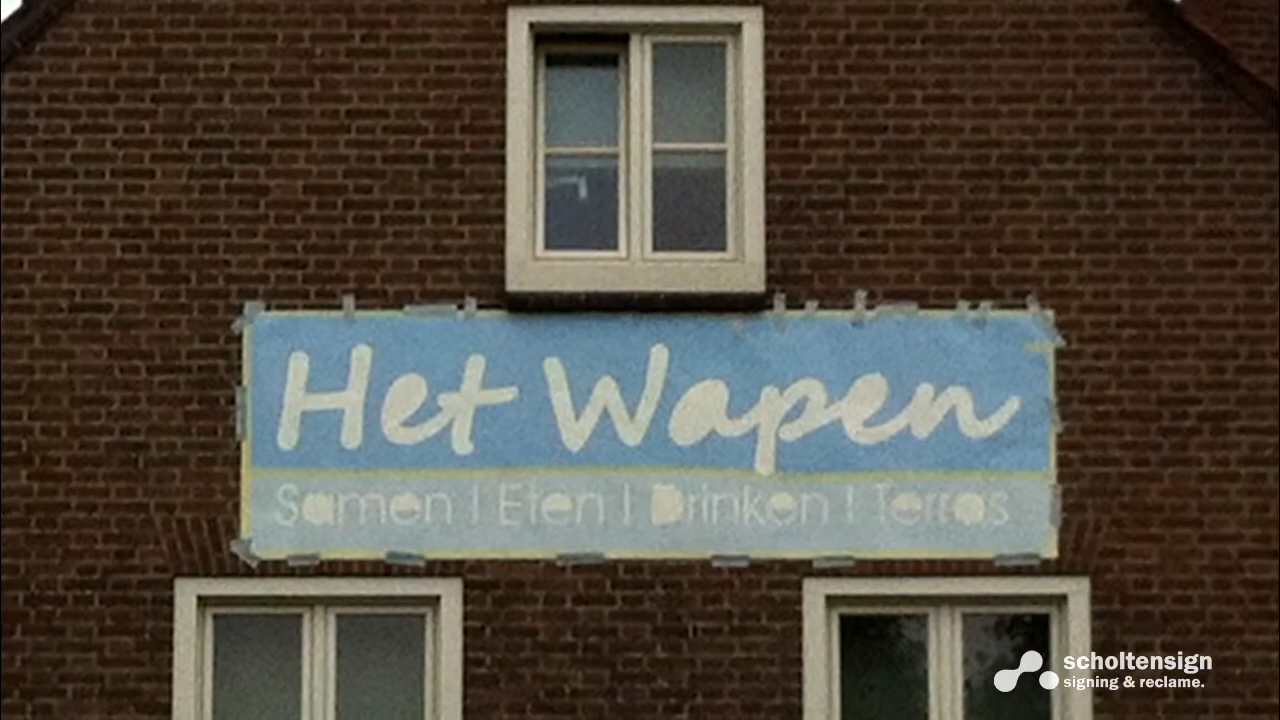 Het Wapen
Samen | Eten | Drinken | Terras
scholtensign
signing & reclame.